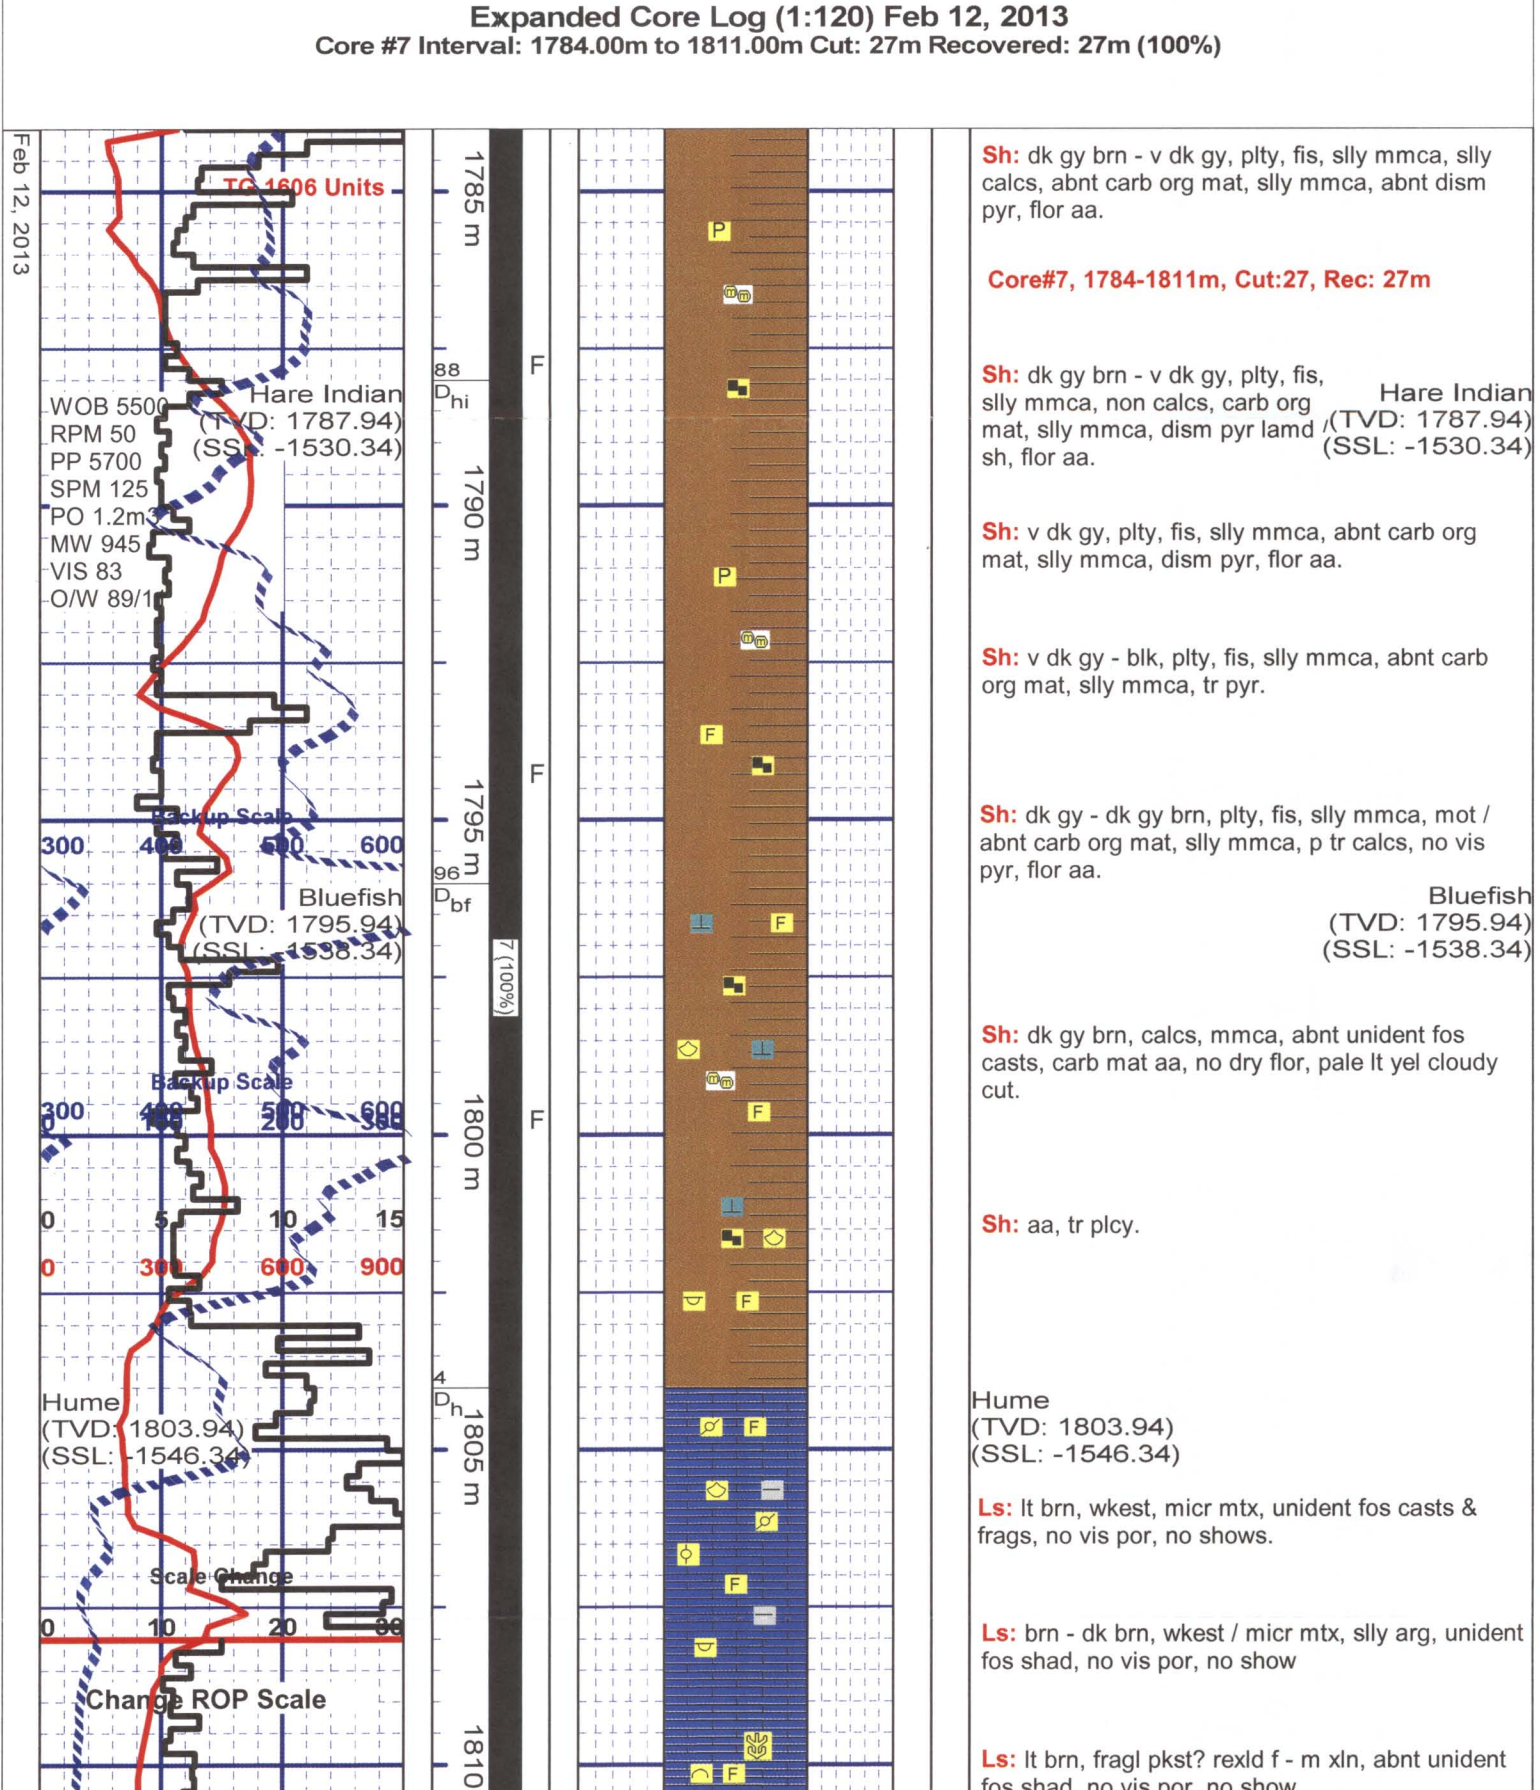 Expanded Core Log (1:120) Feb 12, 2013
Core #7 Interval: 1784.00m to 1811.00m Cut: 27m Recovered: 27m (100%)
Feb 12, 2013
TG 1606 Units
WOB 5500
RPM 50
PP 5700
SPM 125
PO 1.2m3
MW 945
VIS 83
O/W 89/11
Hare Indian
(TVD: 1787.94)
(SSL: -1530.34)
Backup Scale
300 400 500 600
Bluefish
(TVD: 1795.94)
(SSL: -1538.34)
Backup Scale
300 400 500 600
0 200
0 5 10 15
0 300 600 900
Hume
(TVD: 1803.94)
(SSL: -1546.34)
Scale Change
0 10 20 30
Change ROP Scale
1785 m
88
Dhi
1790 m
1795 m
96
Dbf
1800 m
4
Dh
1805 m
1810
7 (100%)
F
F
F
P
m m
P
m m
F
F
m m
F
F
F
F
F
Sh: dk gy brn - v dk gy, plty, fis, slly mmca, slly
calcs, abnt carb org mat, slly mmca, abnt dism
pyr, flor aa.
Core#7, 1784-1811m, Cut:27, Rec: 27m
Sh: dk gy brn - v dk gy, plty, fis,
slly mmca, non calcs, carb org
mat, slly mmca, dism pyr lamd /
sh, flor aa.
Hare Indian
(TVD: 1787.94)
(SSL: -1530.34)
Sh: v dk gy, plty, fis, slly mmca, abnt carb org
mat, slly mmca, dism pyr, flor aa.
Sh: v dk gy - blk, plty, fis, slly mmca, abnt carb
org mat, slly mmca, tr pyr.
Sh: dk gy - dk gy brn, plty, fis, slly mmca, mot /
abnt carb org mat, slly mmca, p tr calcs, no vis
pyr, flor aa.
Bluefish
(TVD: 1795.94)
(SSL: -1538.34)
Sh: dk gy brn, calcs, mmca, abnt unident fos
casts, carb mat aa, no dry flor, pale lt yel cloudy
cut.
Sh: aa, tr plcy.
Hume
(TVD: 1803.94)
(SSL: -1546.34)
Ls: lt brn, wkest, micr mtx, unident fos casts &
frags, no vis por, no shows.
Ls: brn - dk brn, wkest / micr mtx, slly arg, unident
fos shad, no vis por, no show
Ls: lt brn, fragl pkst? rexld f - m xln, abnt unident
fos shad, no vis por, no show